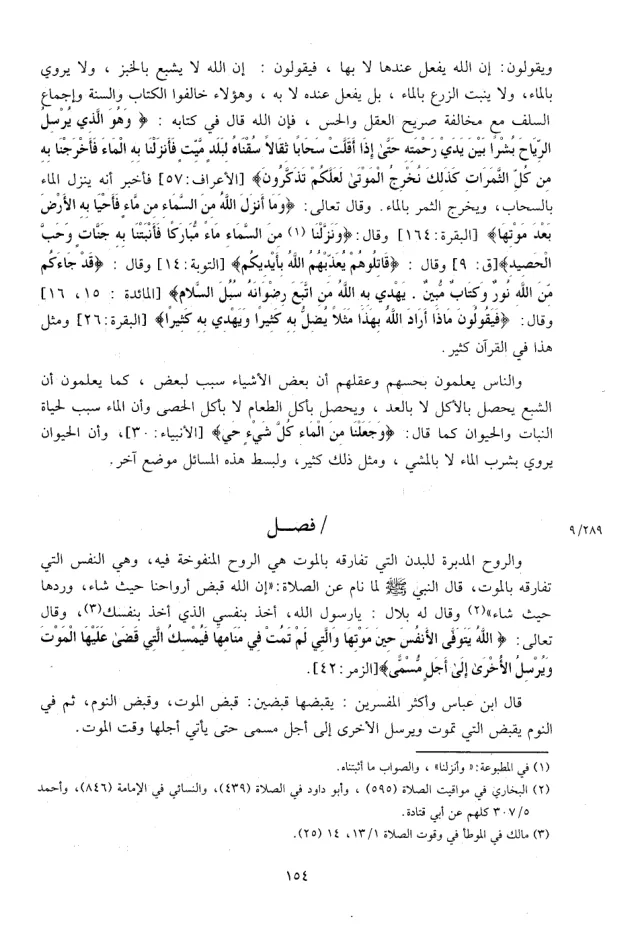 ويقولون: إن الله يفعل عندها لا بها ، فيقولون : إن الله لا يشبع بالخبز ، ولا يروي
بالماء، ولا ينبت الزرع بالماء ، بل يفعل عنده لا به ، وهؤلاء خالفوا الكتاب والسنة وإجماع
السلف مع مخالفة صريح العقل والحس ، فإن الله قال في كتابه : ﴿ وَهُوَ الَّذِي يُرْسِلُ
الرِّيَاحَ بُشْرًا بَيْنَ يَدَيْ رَحْمَتِهِ حَتَّىٰ إِذَا أَقَلَّتْ سَحَابًا ثِقَالاً سُقْنَاهُ لِبَلَدٍ مَّيِّتٍ فَأَنزَلْنَا بِهِ الْمَاءَ فَأَخْرَجْنَا بِهِ
مِن كُلِّ الثَّمَرَاتِ كَذَلِكَ نُخْرِجُ الْمَوْتَىٰ لَعَلَّكُمْ تَذَكَّرُونَ﴾ [الأعراف:٥٧] فأخبر أنه ينزل الماء
بالسحاب، ويخرج الثمر بالماء. وقال تعالى: ﴿وَمَا أَنزَلَ اللَّهُ مِنَ السَّمَاءِ مِن مَّاءٍ فَأَحْيَا بِهِ الأَرْضَ
بَعْدَ مَوْتِهَا﴾ [البقرة:١٦٤] وقال: ﴿وَنَزَّلْنَا (١) مِنَ السَّمَاءِ مَاءً مُّبَارَكًا فَأَنْبَتْنَا بِهِ جَنَّاتٍ وَحَبَّ
الْحَصِيدِ﴾[ق: ٩] وقال : ﴿قَاتِلُوهُمْ يُعَذِّبْهُمُ اللَّهُ بِأَيْدِيكُمْ﴾ [التوبة:١٤] وقال : ﴿قَدْ جَاءَكُم
مِّنَ اللَّهِ نُورٌ وَكِتَابٌ مُّبِينٌ . يَهْدِي بِهِ اللَّهُ مَنِ اتَّبَعَ رِضْوَانَهُ سُبُلَ السَّلامِ﴾ [المائدة : ١٥، ١٦]
وقال: ﴿فَيَقُولُونَ مَاذَا أَرَادَ اللَّهُ بِهَذَا مَثَلاً يُضِلُّ بِهِ كَثِيرًا وَيَهْدِي بِهِ كَثِيرًا﴾ [البقرة:٢٦] ومثل
هذا في القرآن كثير .
والناس يعلمون بحسهم وعقلهم أن بعض الأشياء سبب لبعض ، كما يعلمون أن
الشبع يحصل بالأكل لا بالعد ، ويحصل بأكل الطعام لا بأكل الحصى وأن الماء سبب لحياة
النبات والحيوان كما قال: ﴿وَجَعَلْنَا مِنَ الْمَاءِ كُلَّ شَيْءٍ حَيٍّ﴾ [الأنبياء:٣٠]، وأن الحيوان
يروي بشرب الماء لا بالمشي ، ومثل ذلك كثير، ولبسط هذه المسائل موضع آخر.
/ فصـــل
٩/٢٨٩
والروح المدبرة للبدن التي تفارقه بالموت هي الروح المنفوخة فيه، وهي النفس التي
تفارقه بالموت، قال النبي ﷺ لما نام عن الصلاة:«إن الله قبض أرواحنا حيث شاء، وردها
حيث شاء»(٢) وقال له بلال : يارسول الله، أخذ بنفسي الذي أخذ بنفسك(٣)، وقال
تعالى: ﴿ اللَّهُ يَتَوَفَّى الأَنفُسَ حِينَ مَوْتِهَا وَالَّتِي لَمْ تَمُتْ فِي مَنَامِهَا فَيُمْسِكُ الَّتِي قَضَىٰ عَلَيْهَا الْمَوْتَ
وَيُرْسِلُ الأُخْرَىٰ إِلَىٰ أَجَلٍ مُّسَمًّى﴾[الزمر:٤٢].
قال ابن عباس وأكثر المفسرين : يقبضها قبضين: قبض الموت، وقبض النوم، ثم في
النوم يقبض التي تموت ويرسل الأخرى إلى أجل مسمى حتى يأتي أجلها وقت الموت.
(١) في المطبوعة:« وأنزلنا» ، والصواب ما أثبتناه.
(٢) البخاري في مواقيت الصلاة (٥٩٥) ، وأبو داود في الصلاة (٤٣٩)، والنسائي في الإمامة (٨٤٦)، وأحمد
٣٠٧/٥ كلهم عن أبي قتادة.
(٣) مالك في الموطأ في وقوت الصلاة ١٣/١، ١٤ (٢٥).
١٥٤